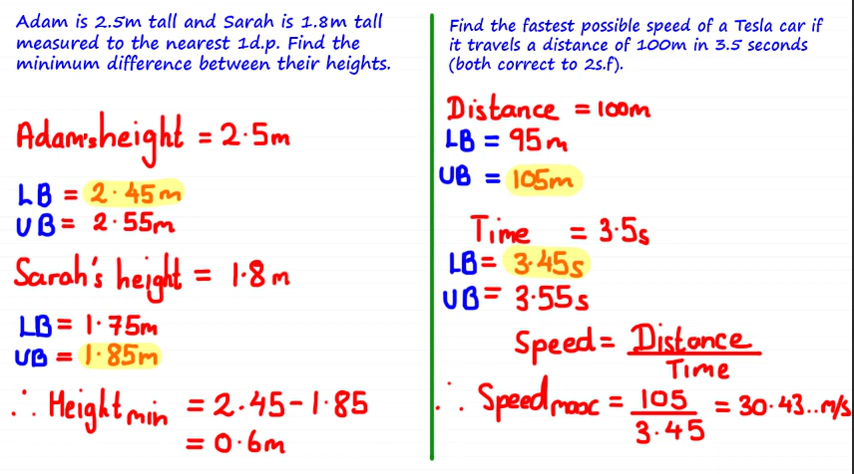 Adam is 2.5m tall and Sarah is 1.8m tall
measured to the nearest 1d.p. Find the
minimum difference between their heights.
Adam's height = 2.5m
LB = 2.45m
UB = 2.55m
Sarah's height = 1.8m
LB = 1.75m
UB = 1.85m
∴ Height min = 2.45-1.85
= 0.6m
Find the fastest possible speed of a Tesla car if
it travels a distance of 100m in 3.5 seconds
(both correct to 2s.f).
Distance = 100m
LB = 95m
UB = 105m
Time = 3.5s
LB = 3.45s
UB = 3.55s
Speed = Distance
Time
∴ Speed max = 105 = 30.43..m/s
3.45